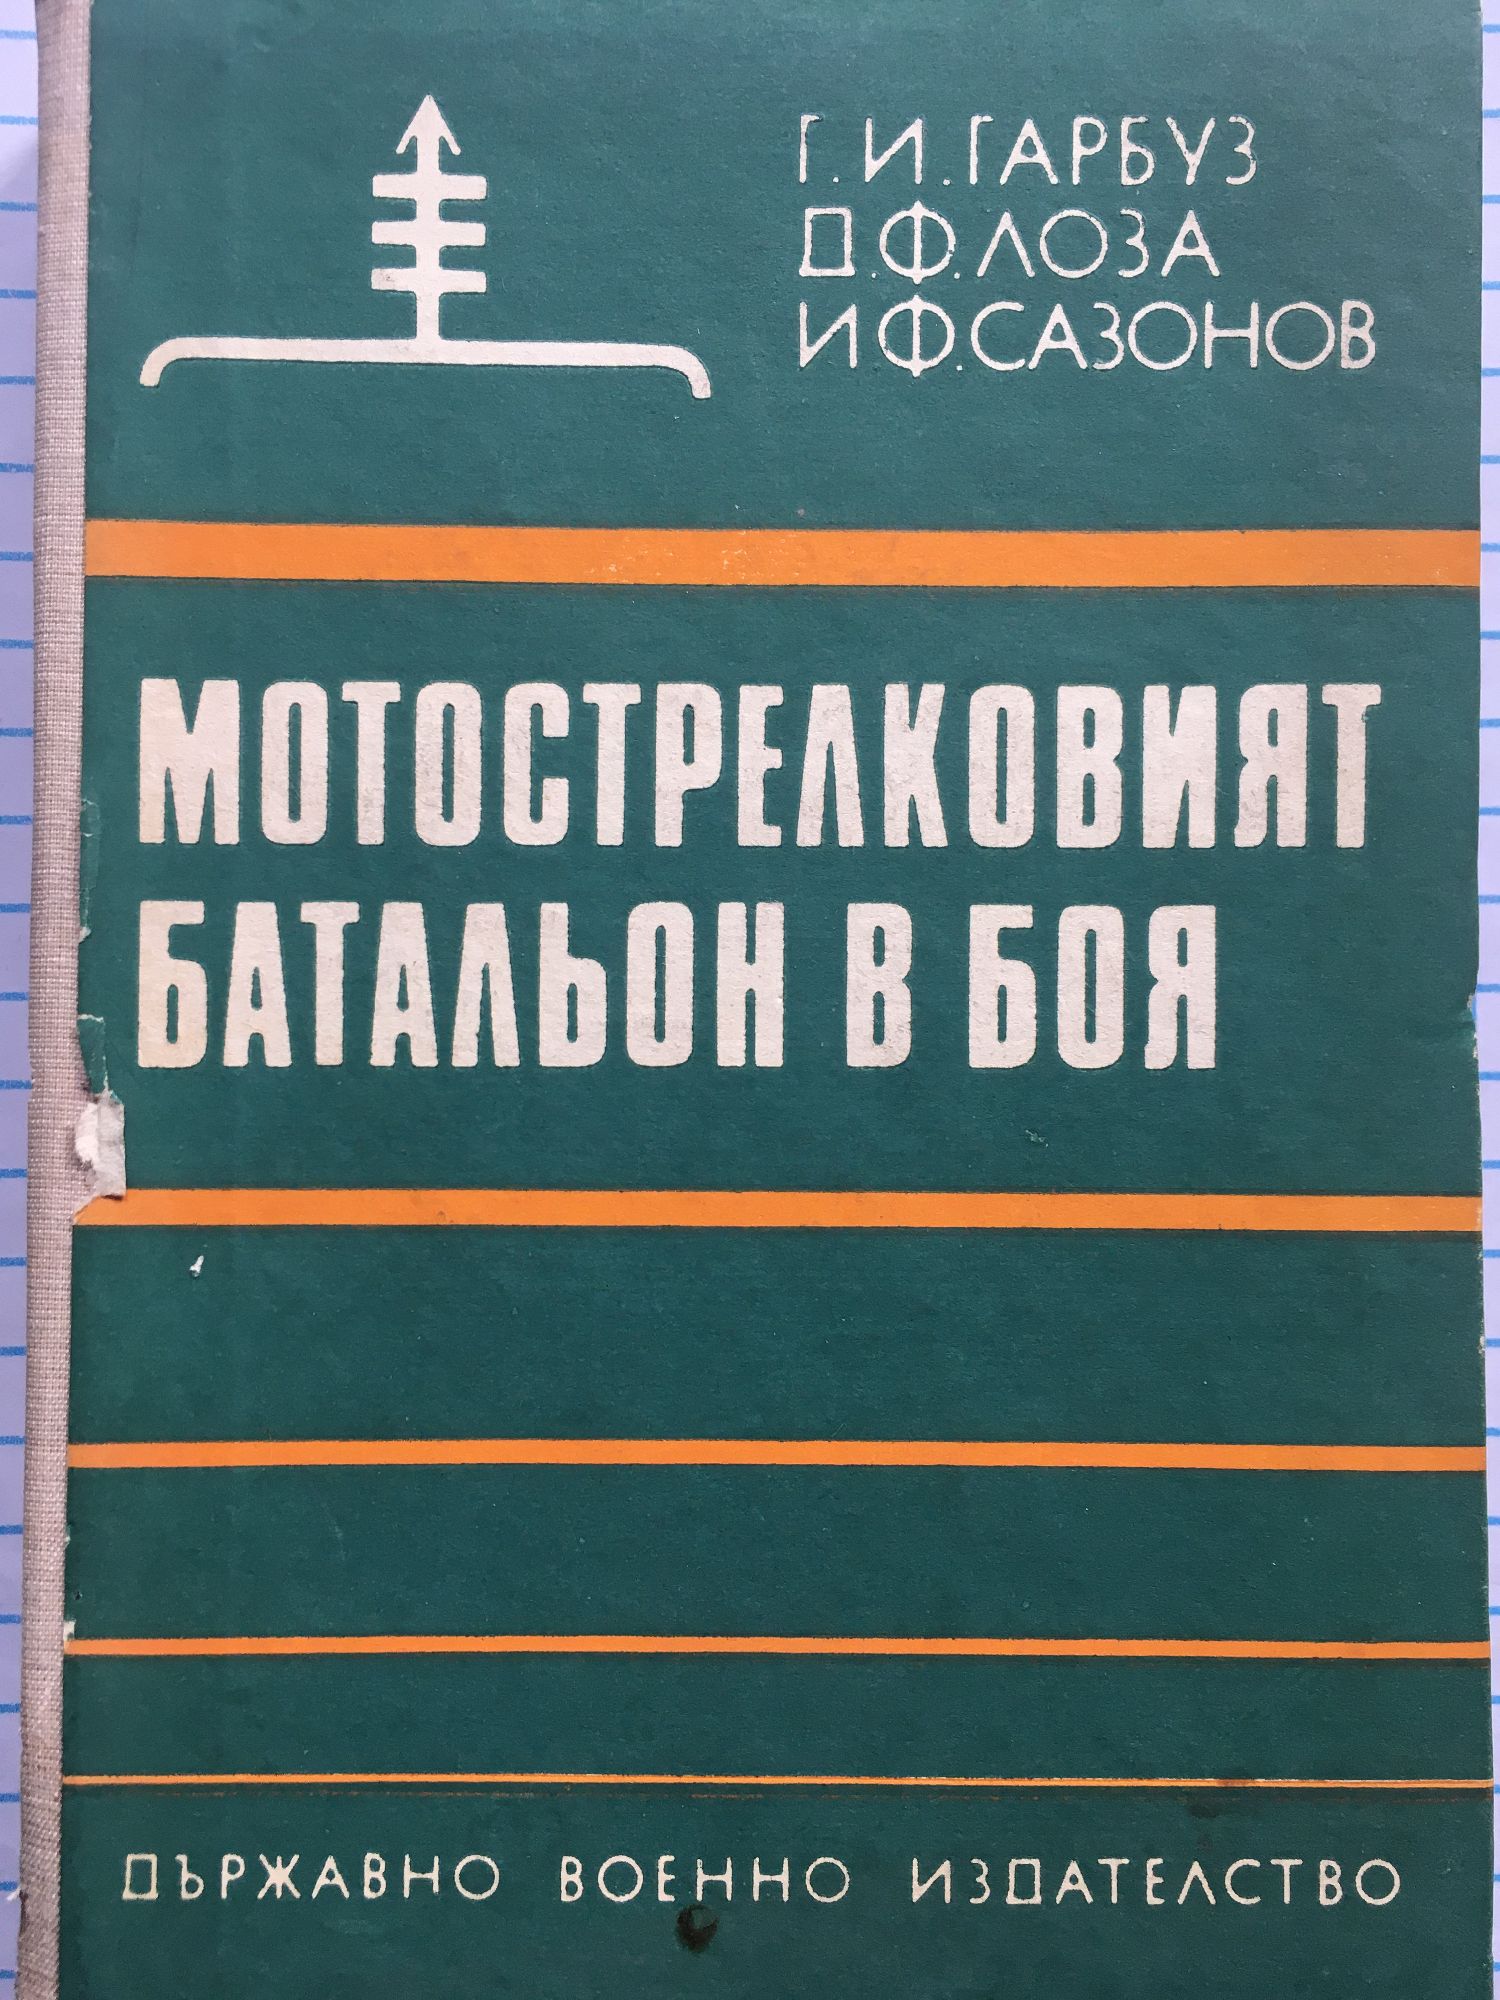 Г. И. ГАРБУЗ
Д. Ф. ЛОЗА
И Ф. САЗОНОВ
МОТОСТРЕЛКОВИЯТ
БАТАЛЬОН В БОЯ
ДЪРЖАВНО ВОЕННО ИЗДАТЕЛСТВО